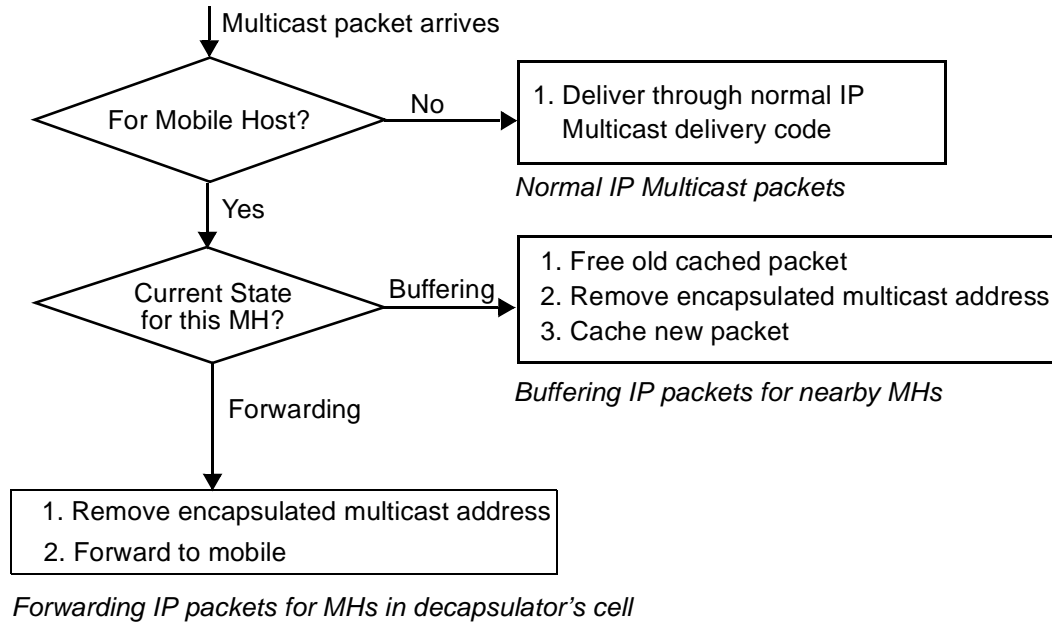 Multicast packet arrives
For Mobile Host?
No
1. Deliver through normal IP
Multicast delivery code
Normal IP Multicast packets
Yes
Current State
for this MH?
Buffering
1. Free old cached packet
2. Remove encapsulated multicast address
3. Cache new packet
Buffering IP packets for nearby MHs
Forwarding
1. Remove encapsulated multicast address
2. Forward to mobile
Forwarding IP packets for MHs in decapsulator's cell